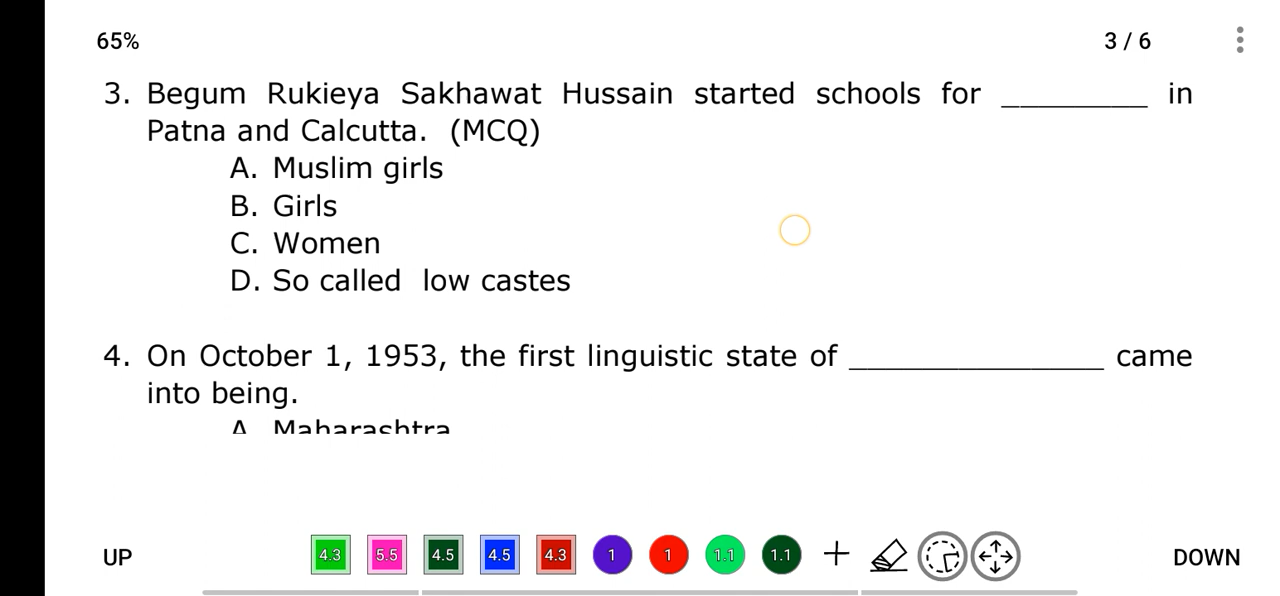 65%
3 / 6
3. Begum Rukieya Sakhawat Hussain started schools for ________ in
Patna and Calcutta. (MCQ)
A. Muslim girls
B. Girls
C. Women
D. So called low castes
4. On October 1, 1953, the first linguistic state of ______________ came
into being.
A Maharashtra
UP
4.3 5.5 4.5 4.5 4.3 1 1 1.1 1.1
DOWN